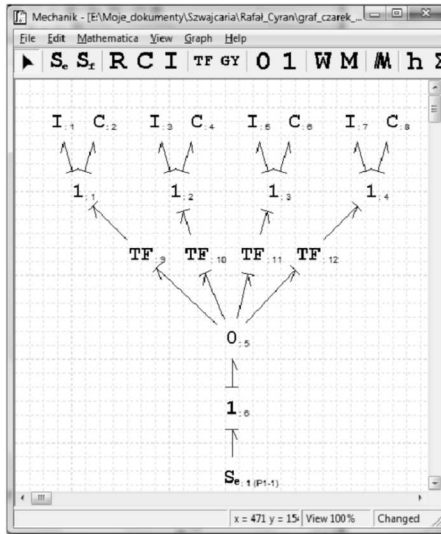 Mechanik - [E:\Moje_dokumenty\Szwajcaria\Rafał_Cyran\graf_czarek_...
File Edit Mathematica View Graph Help
Se Sf R C I TF GY 0 1 W M h
I :1 C :2 I :3 C :4 I :5 C :6 I :7 C :8
1 :1 1 :2 1 :3 1 :4
TF :9 TF :10 TF :11 TF :12
0 :5
1 :6
Se :1 (P1-1)
x = 471 y = 15 View 100% Changed